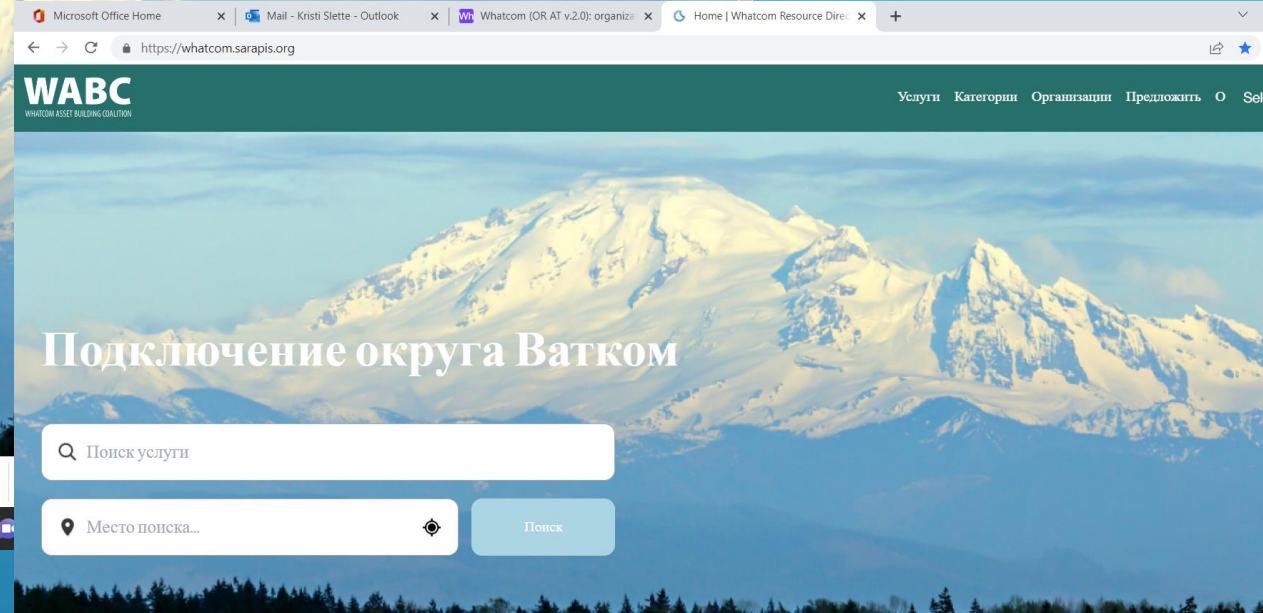 Microsoft Office Home
Mail - Kristi Slette - Outlook
Whatcom (OR AT v.2.0): organiza
Home | Whatcom Resource Direc
https://whatcom.sarapis.org
WABC
WHATCOM ASSET BUILDING COALITION
Услуги Категории Организации Предложить О Sel
Подключение округа Ватком
Поиск услуги
Место поиска...
Поиск